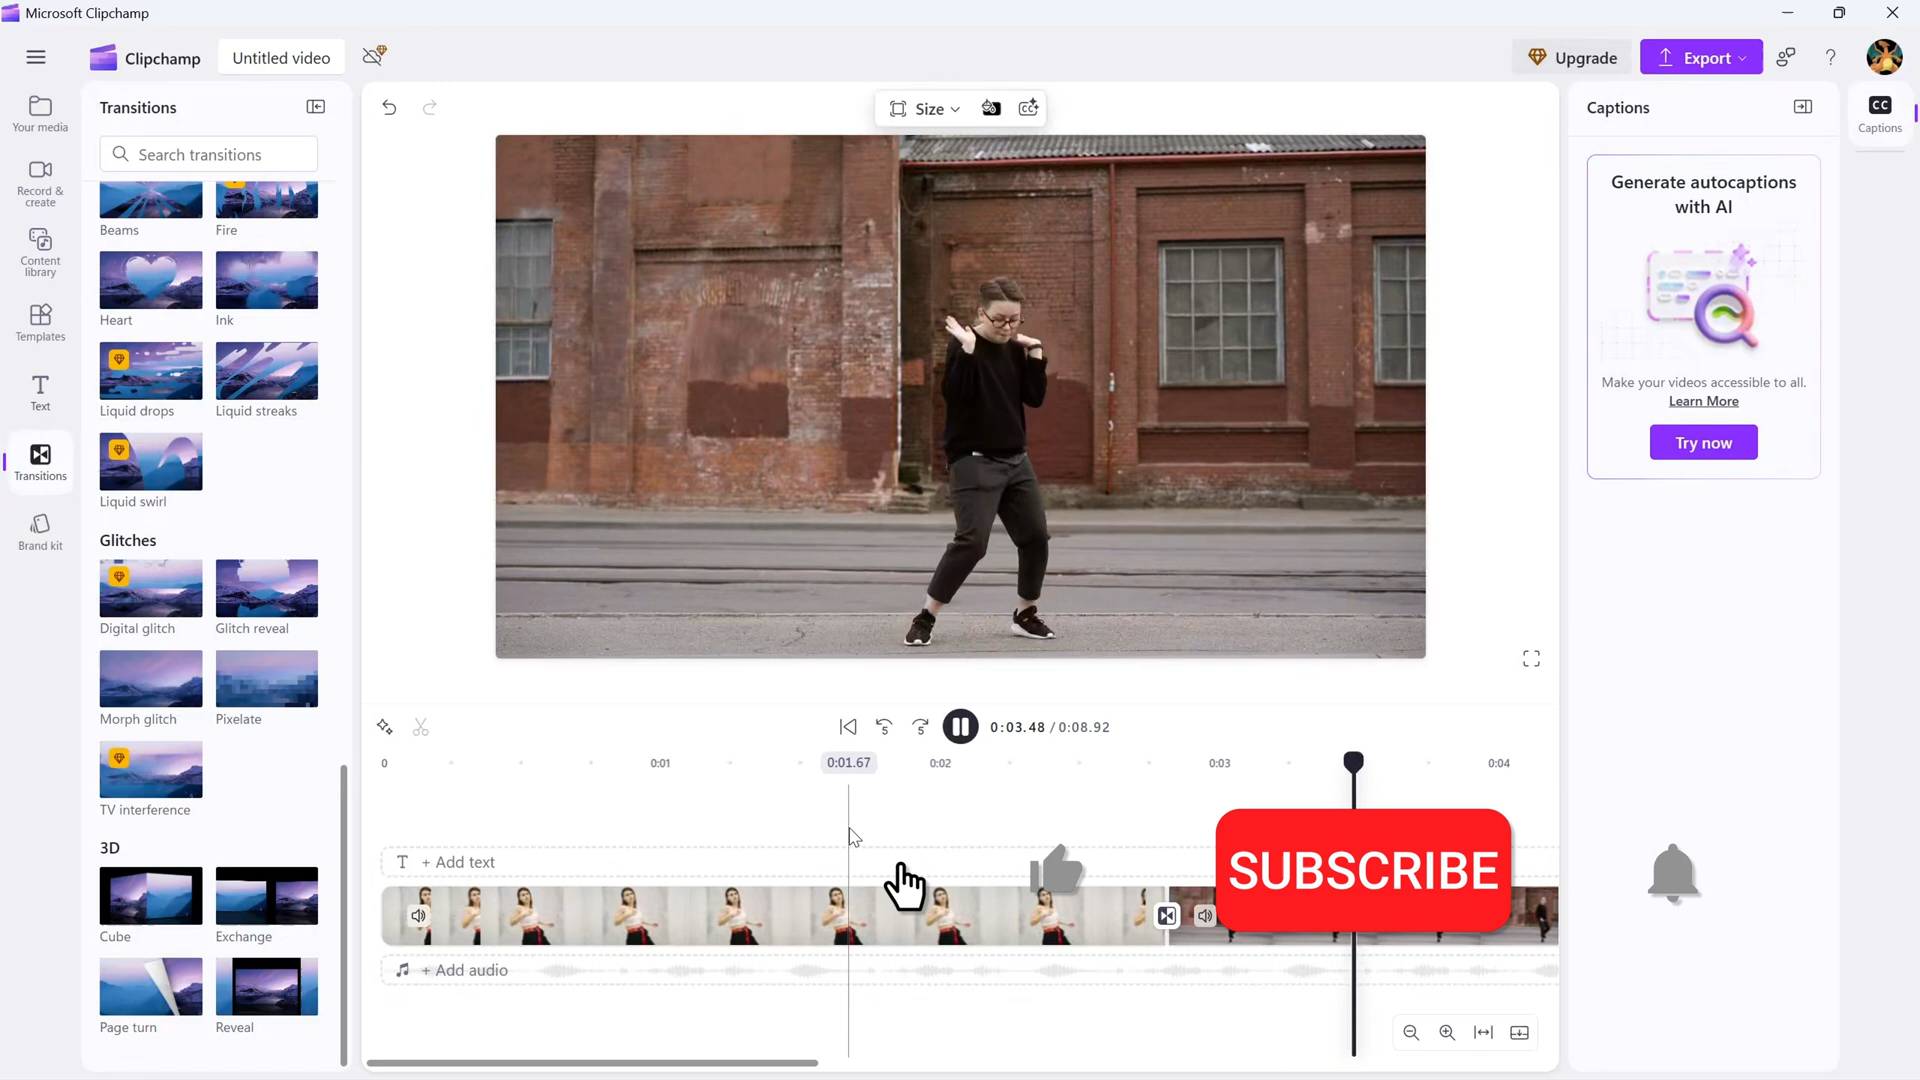 Microsoft Clipchamp
Clipchamp
Untitled video
Upgrade
Export
Your media
Record &
create
Content
library
Templates
Text
Transitions
Brand kit
Transitions
Search transitions
Beams
Fire
Heart
Ink
Liquid drops
Liquid streaks
Liquid swirl
Glitches
Digital glitch
Glitch reveal
Morph glitch
Pixelate
TV interference
3D
Cube
Exchange
Page turn
Reveal
Size
CC
5
5
0:03.48 / 0:08.92
0
0:01
0:01.67
0:02
0:03
0:04
T + Add text
SUBSCRIBE
+ Add audio
Captions
Generate autocaptions
with AI
Make your videos accessible to all.
Learn More
Try now
CC
Captions
?